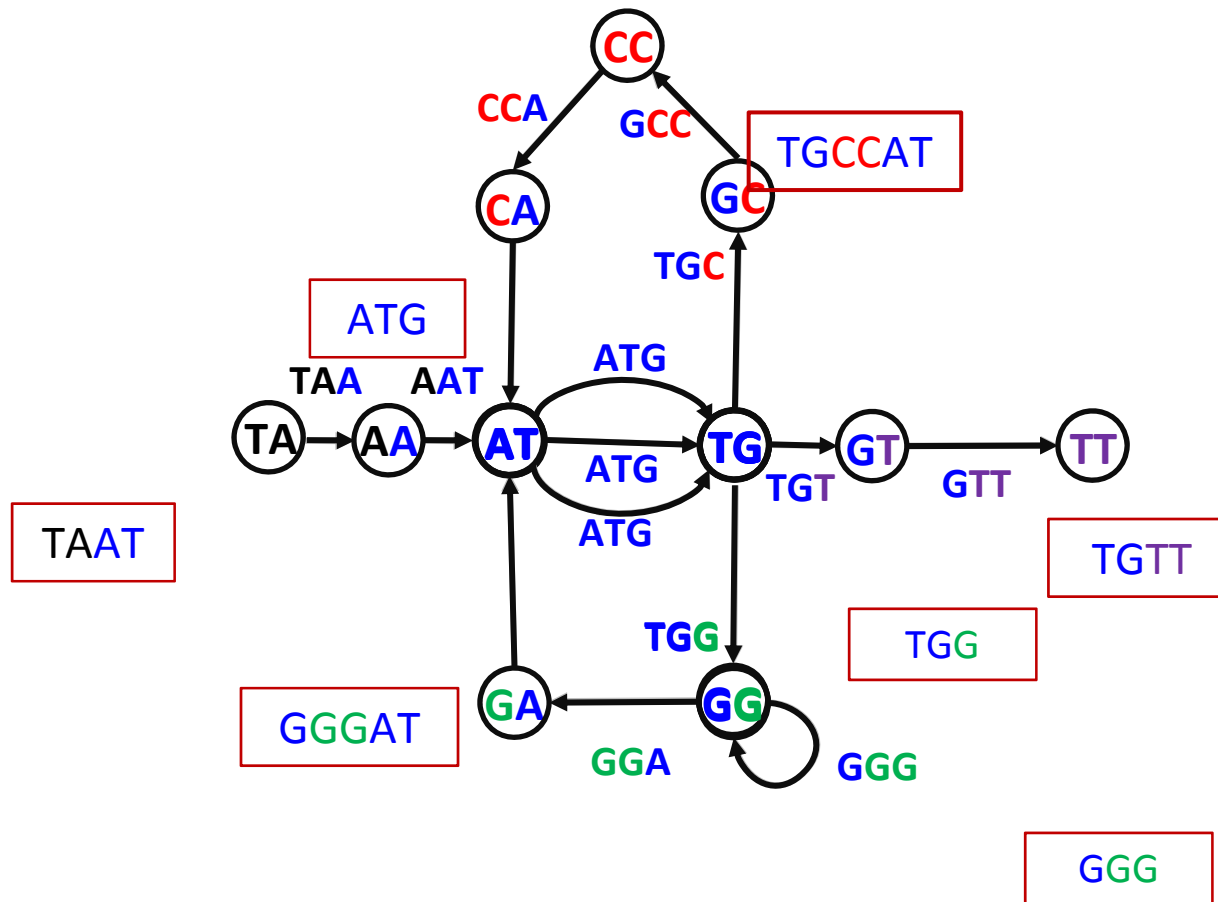 CC
CCA
GCC
TGCCAT
CA
GC
TGC
ATG
ATG
TAA
AAT
TA
AA
AT
TG
GT
TT
ATG
TGT
GTT
ATG
TAAT
TGTT
TGG
TGG
GA
GG
GGGAT
GGA
GGG
GGG